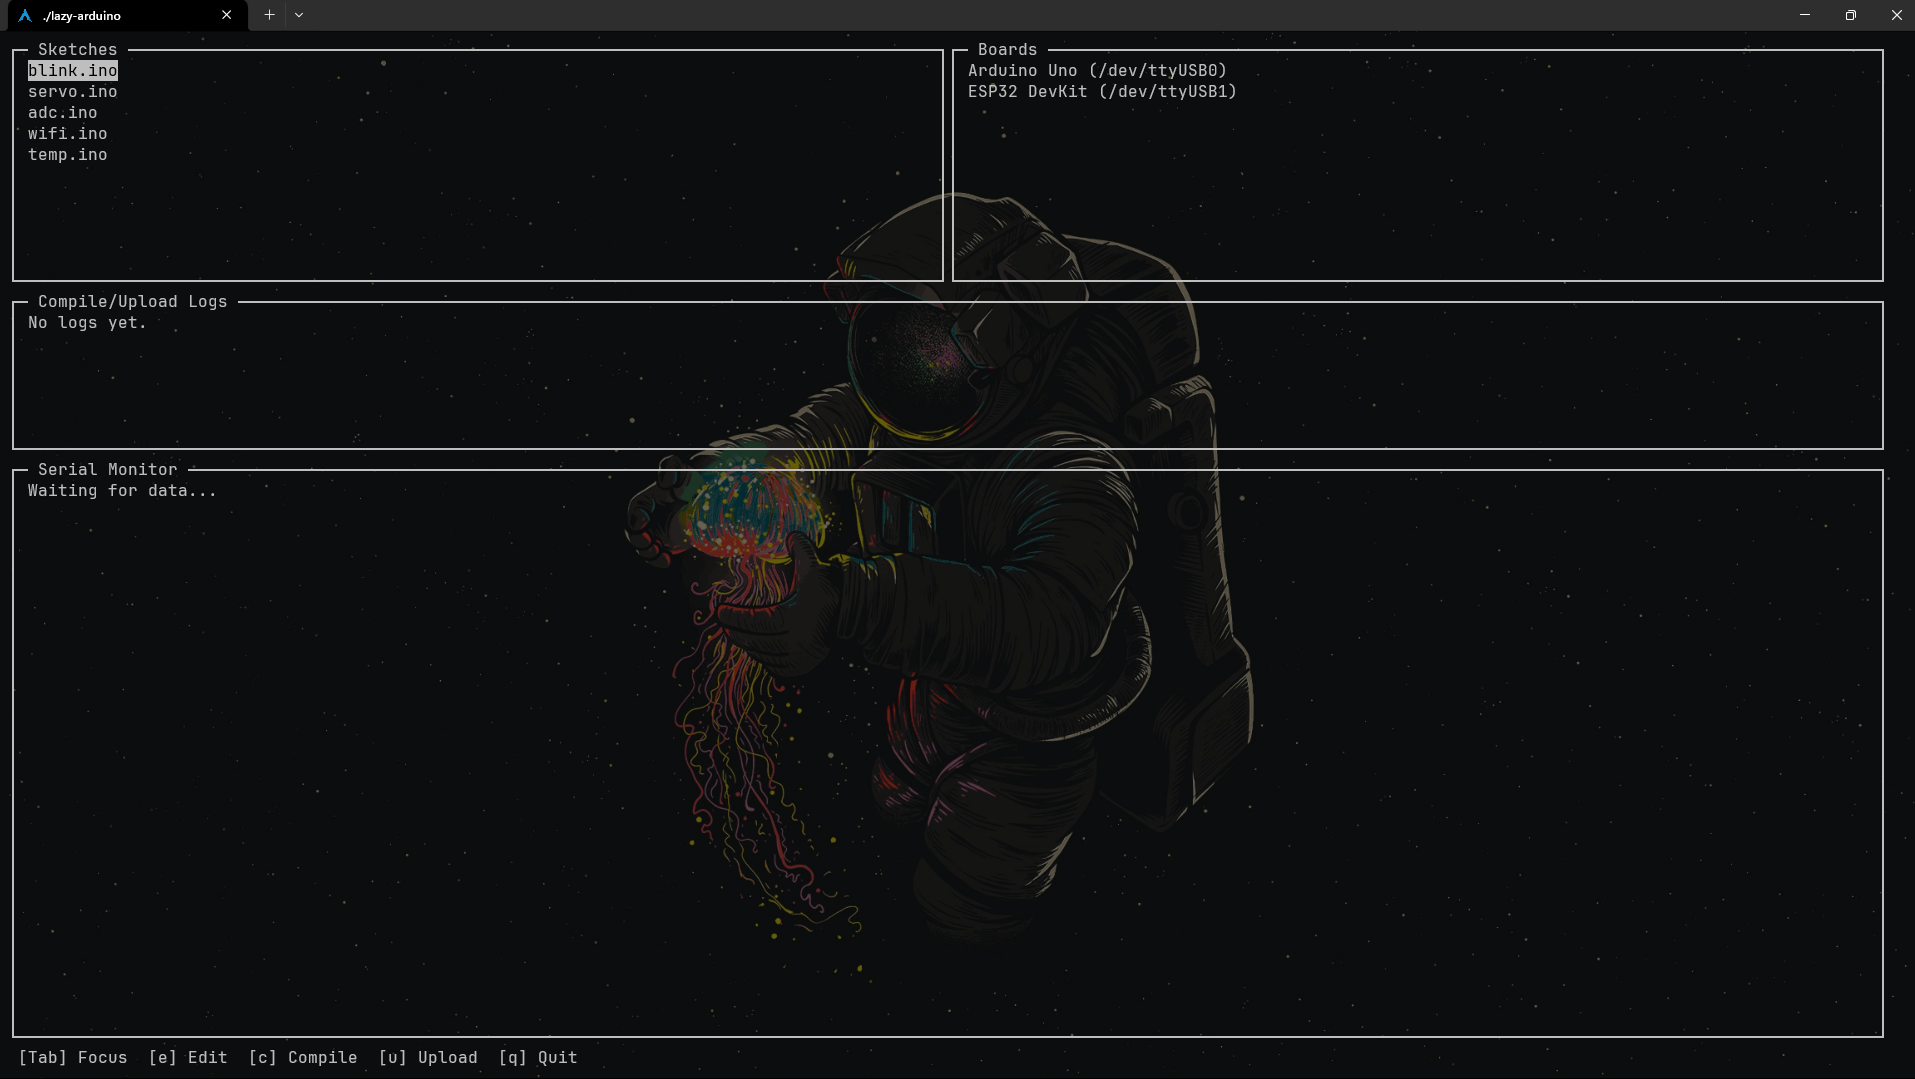 ./lazy-arduino
Sketches
blink.ino
servo.ino
adc.ino
wifi.ino
temp.ino
Boards
Arduino Uno (/dev/ttyUSB0)
ESP32 DevKit (/dev/ttyUSB1)
Compile/Upload Logs
No logs yet.
Serial Monitor
Waiting for data...
[Tab] Focus  [e] Edit  [c] Compile  [u] Upload  [q] Quit